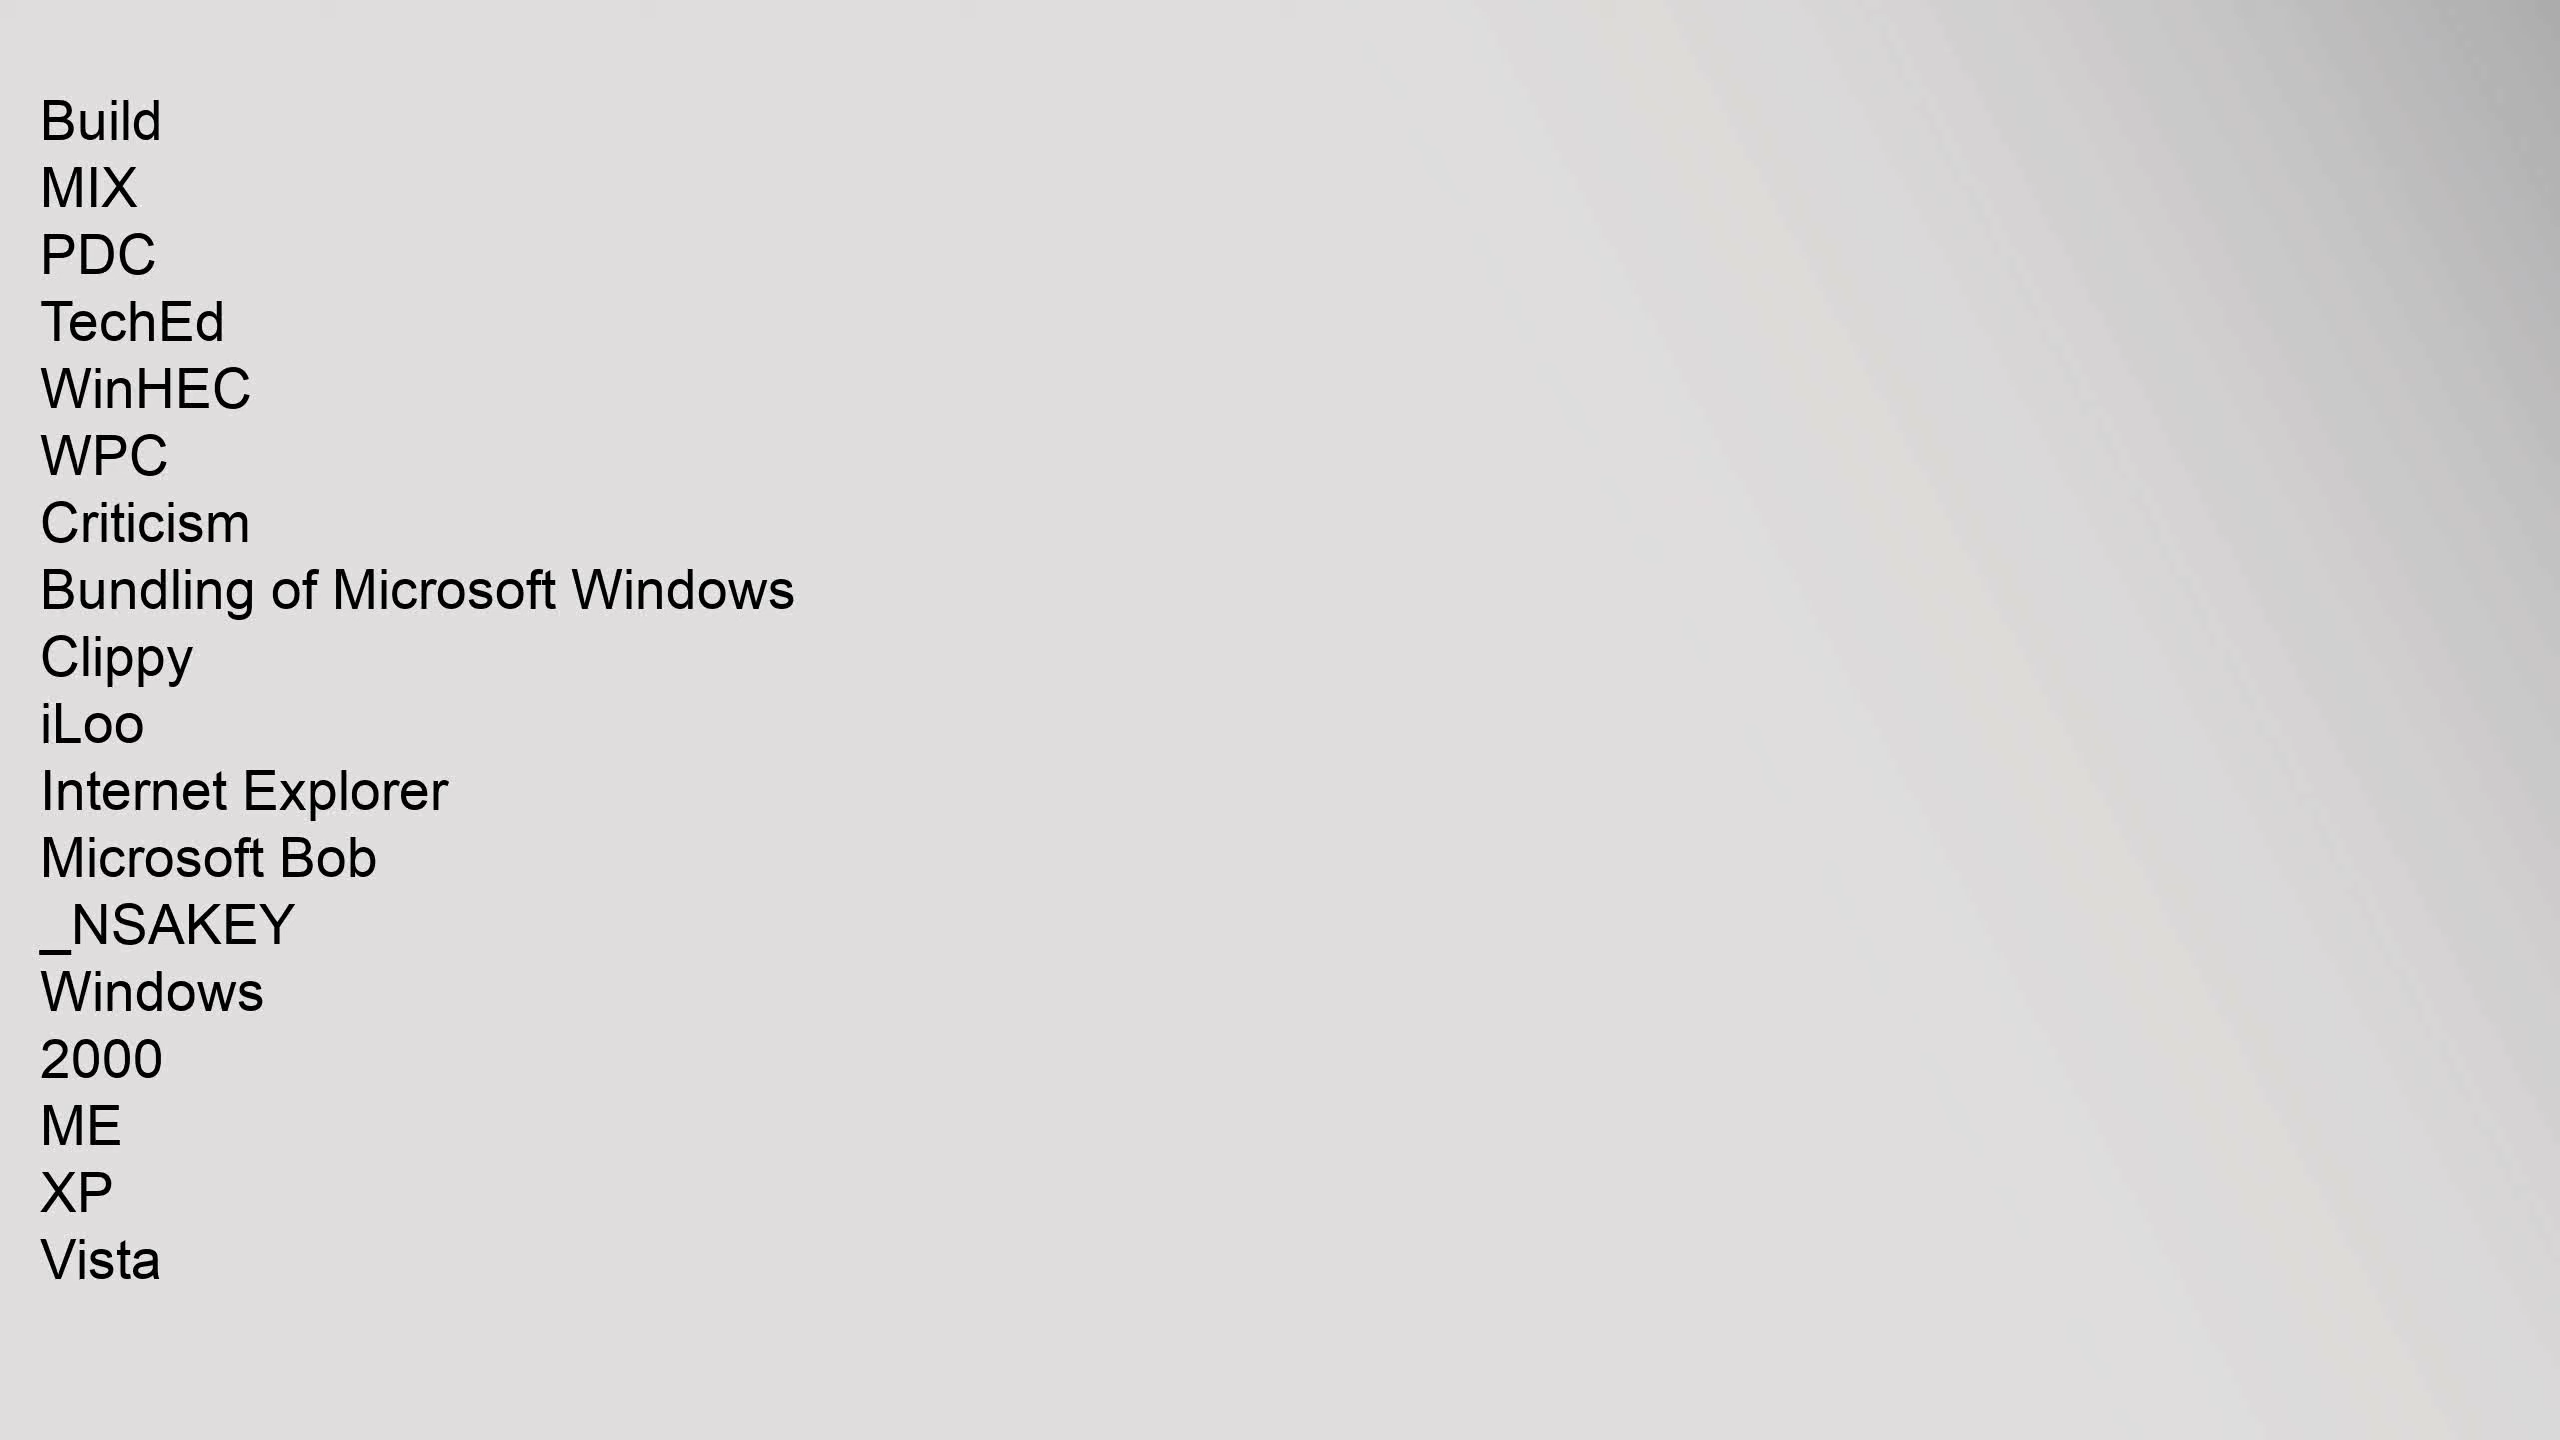 Build
MIX
PDC
TechEd
WinHEC
WPC
Criticism
Bundling of Microsoft Windows
Clippy
iLoo
Internet Explorer
Microsoft Bob
_NSAKEY
Windows
2000
ME
XP
Vista